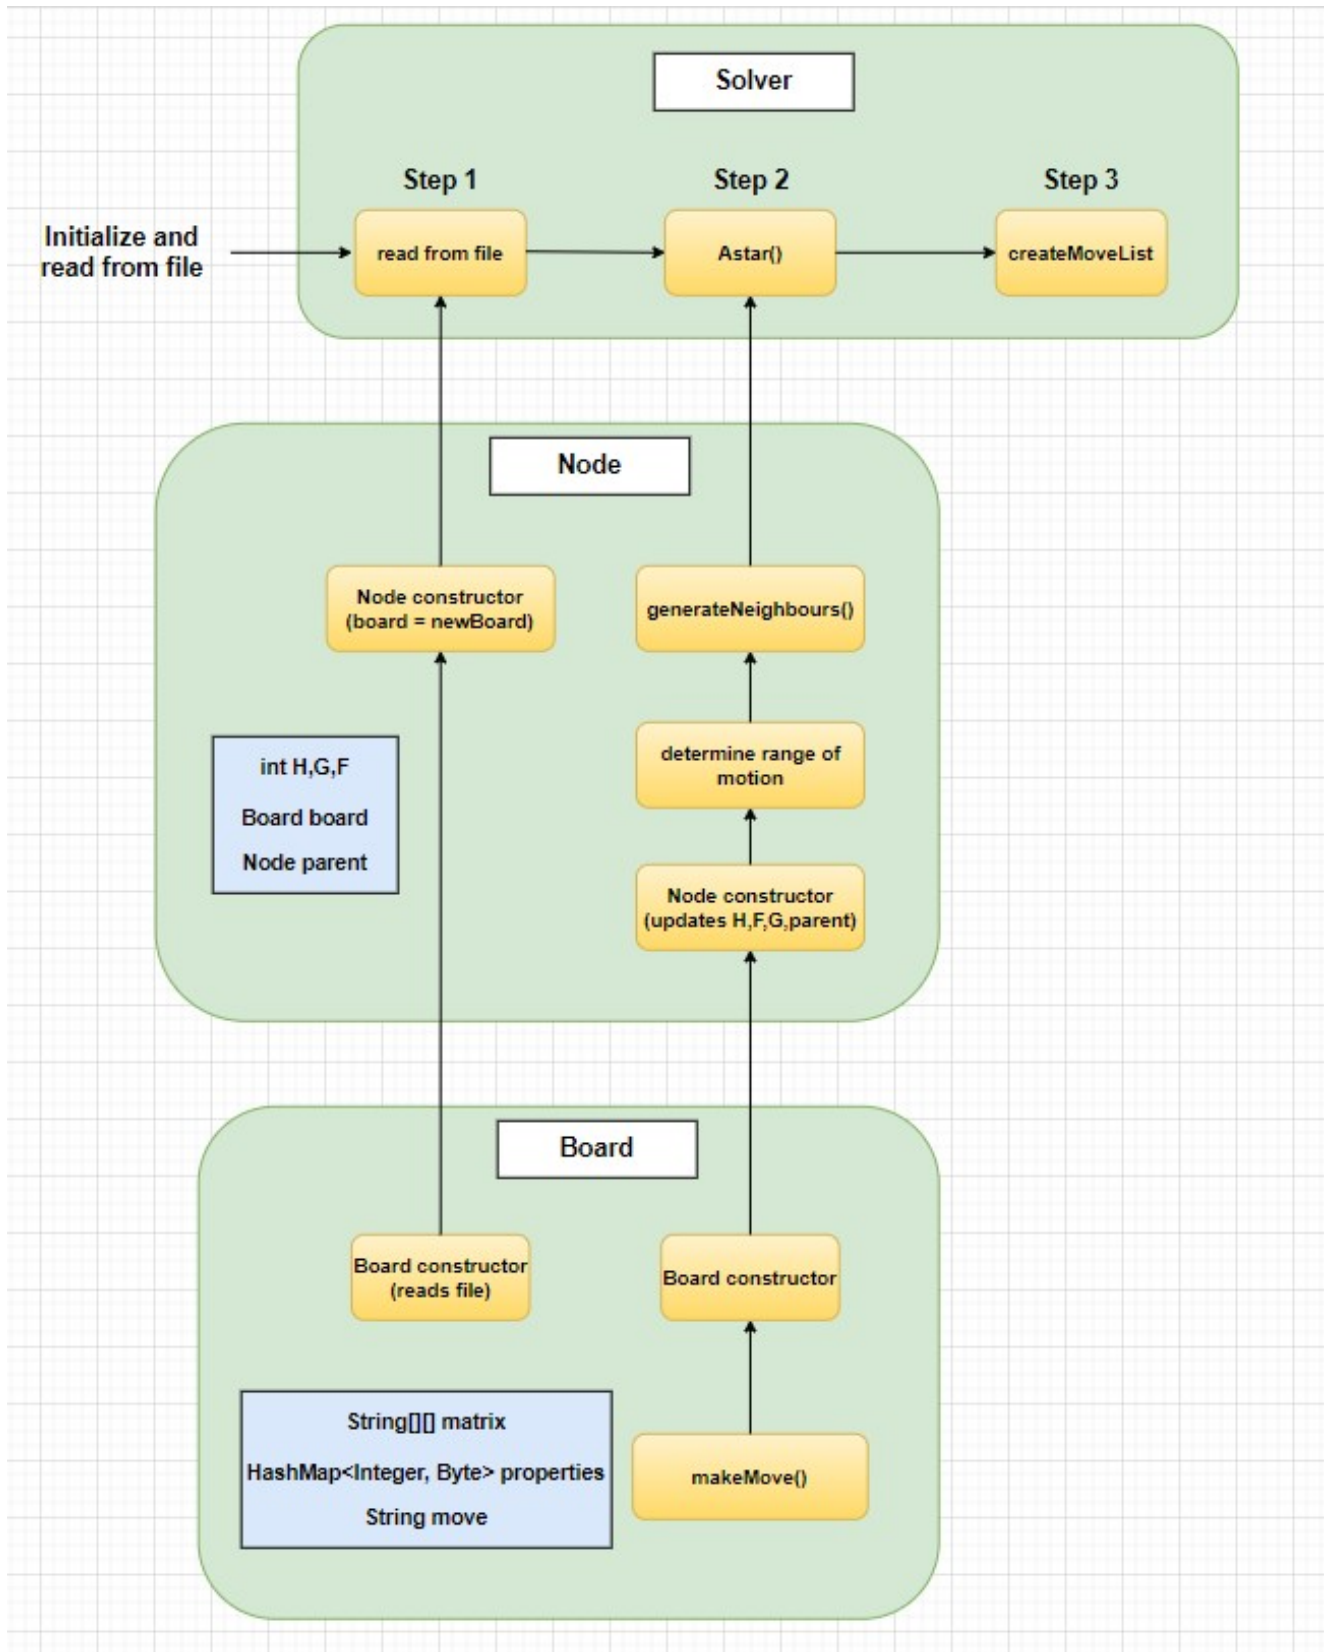 Solver
Step 1
Step 2
Step 3
Initialize and
read from file
read from file
Astar()
createMoveList
Node
Node constructor
(board = newBoard)
generateNeighbours()
int H,G,F
Board board
Node parent
determine range of
motion
Node constructor
(updates H,F,G,parent)
Board
Board constructor
(reads file)
Board constructor
String[][] matrix
HashMap<Integer, Byte> properties
String move
makeMove()